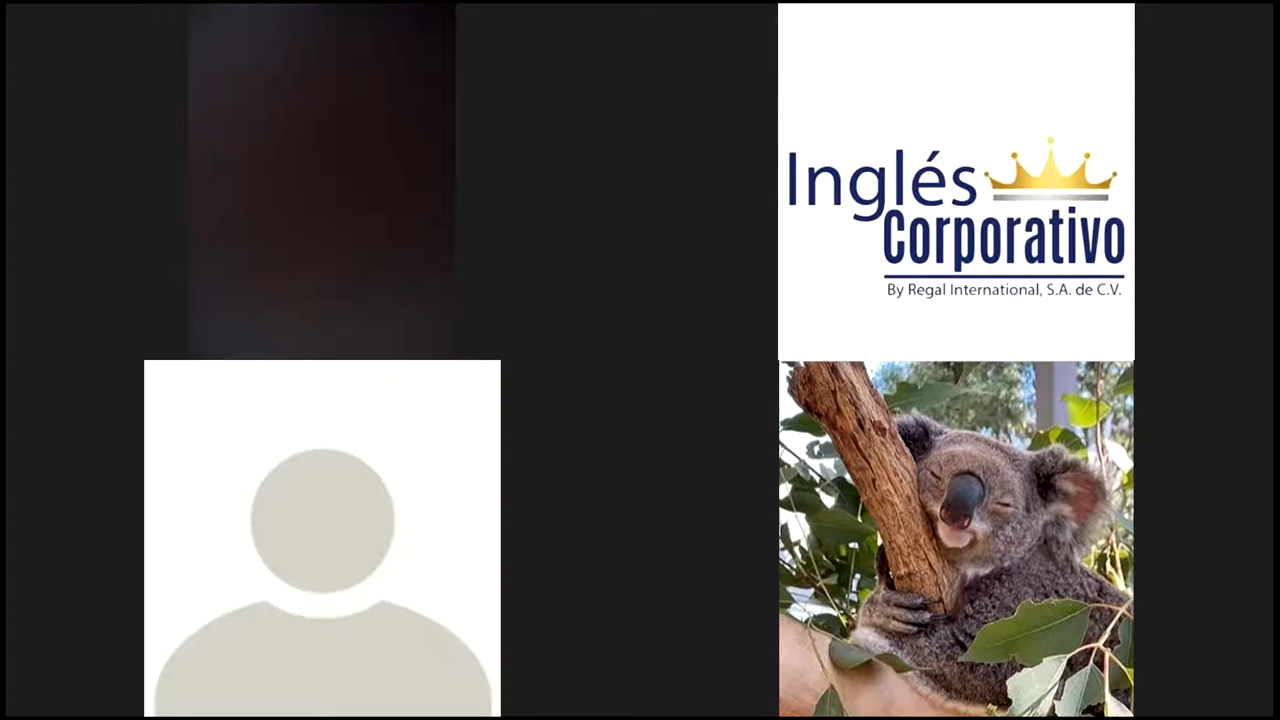 Inglés
Corporativo
By Regal International, S.A. de C.V.